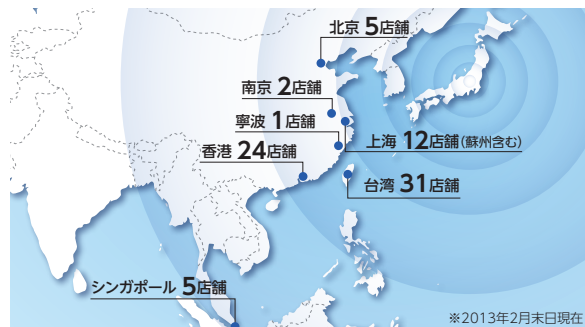 北京 5店舗
南京 2店舗
寧波 1店舗
上海 12店舗(蘇州含む)
香港 24店舗
台湾 31店舗
シンガポール 5店舗
※2013年2月末日現在